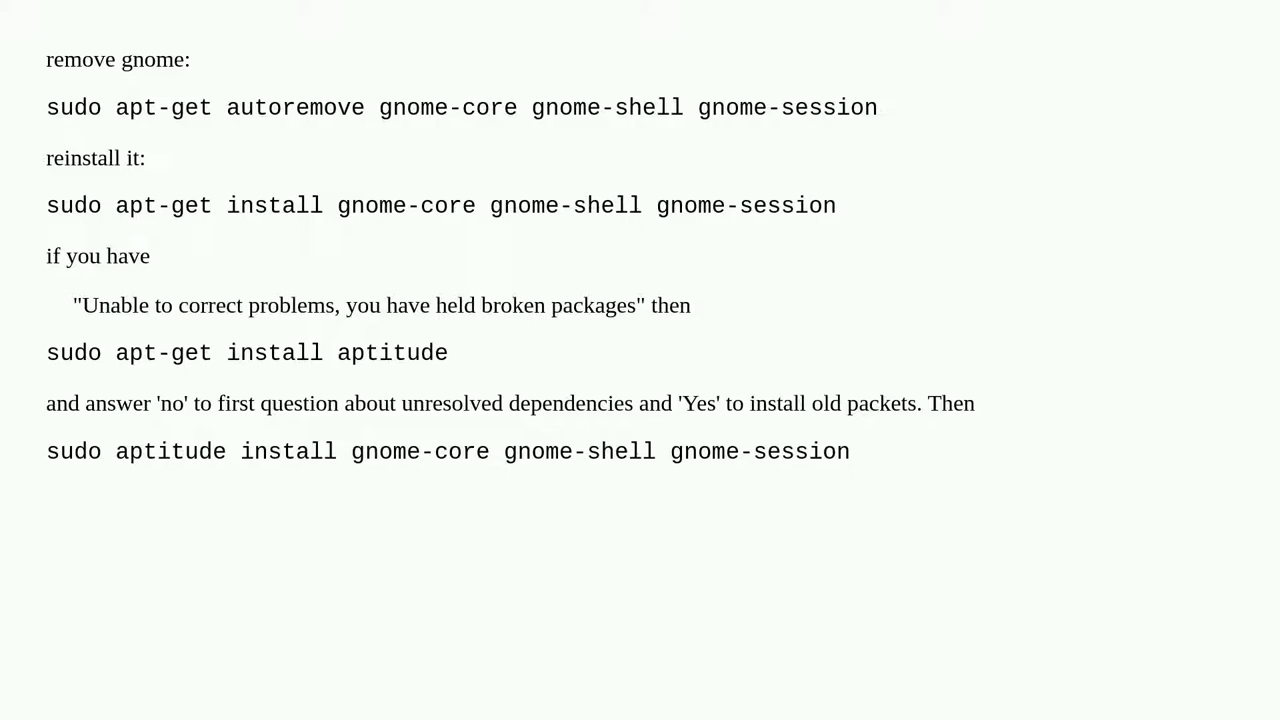 remove gnome:
sudo apt-get autoremove gnome-core gnome-shell gnome-session
reinstall it:
sudo apt-get install gnome-core gnome-shell gnome-session
if you have
"Unable to correct problems, you have held broken packages" then
sudo apt-get install aptitude
and answer 'no' to first question about unresolved dependencies and 'Yes' to install old packets. Then
sudo aptitude install gnome-core gnome-shell gnome-session